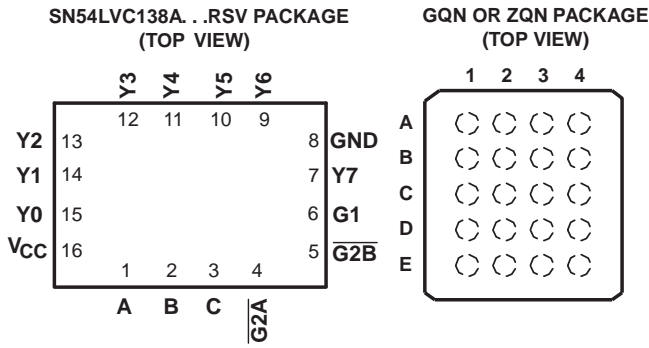 SN54LVC138A. . .RSV PACKAGE
(TOP VIEW)
Y3 Y4 Y5 Y6
12 11 10 9
Y2 13 8 GND
Y1 14 7 Y7
Y0 15 6 G1
VCC 16 5 G2B
1 2 3 4
A B C G2A
GQN OR ZQN PACKAGE
(TOP VIEW)
1 2 3 4
A
B
C
D
E